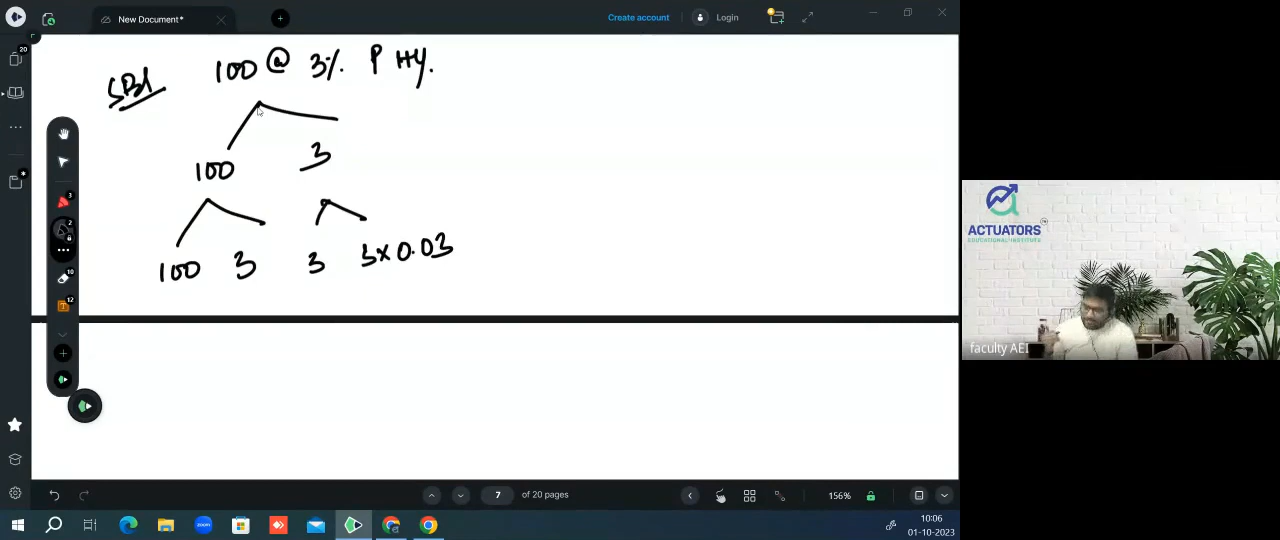 New Document*
Create account
Login
SBI 100 @ 3% P HY.
100 3
100 3 3 3 x 0.03
ACTUATORS
EDUCATIONAL INSTITUTE
faculty AEI
7 of 20 pages
156%
10:06
01-10-2023